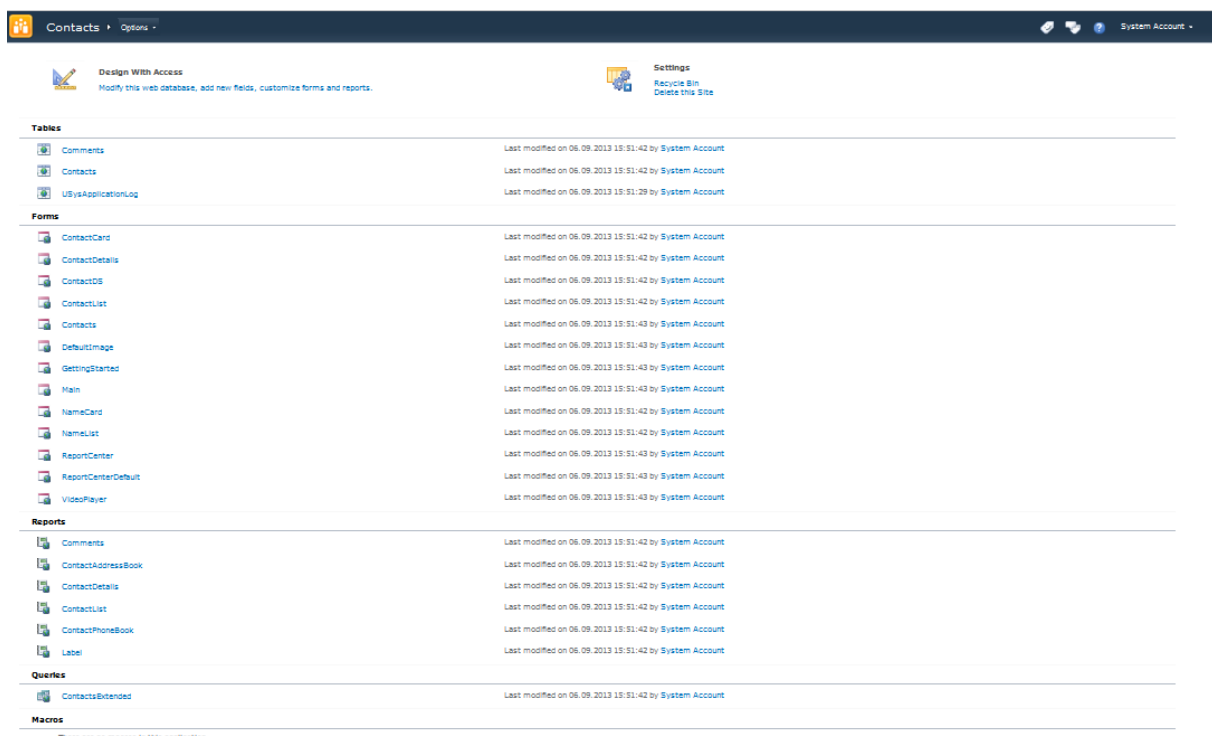 Contacts Options
System Account
Design With Access
Modify this web database, add new fields, customize forms and reports.
Settings
Recycle Bin
Delete this Site
Tables
Comments Last modified on 06.09.2013 15:51:42 by System Account
Contacts Last modified on 06.09.2013 15:51:42 by System Account
USysApplicationLog Last modified on 06.09.2013 15:51:29 by System Account
Forms
ContactCard Last modified on 06.09.2013 15:51:42 by System Account
ContactDetails Last modified on 06.09.2013 15:51:42 by System Account
ContactDS Last modified on 06.09.2013 15:51:42 by System Account
ContactList Last modified on 06.09.2013 15:51:42 by System Account
Contacts Last modified on 06.09.2013 15:51:43 by System Account
DefaultImage Last modified on 06.09.2013 15:51:43 by System Account
GettingStarted Last modified on 06.09.2013 15:51:43 by System Account
Main Last modified on 06.09.2013 15:51:43 by System Account
NameCard Last modified on 06.09.2013 15:51:42 by System Account
NameList Last modified on 06.09.2013 15:51:42 by System Account
ReportCenter Last modified on 06.09.2013 15:51:43 by System Account
ReportCenterDefault Last modified on 06.09.2013 15:51:43 by System Account
VideoPlayer Last modified on 06.09.2013 15:51:43 by System Account
Reports
Comments Last modified on 06.09.2013 15:51:42 by System Account
ContactAddressBook Last modified on 06.09.2013 15:51:42 by System Account
ContactDetails Last modified on 06.09.2013 15:51:42 by System Account
ContactList Last modified on 06.09.2013 15:51:42 by System Account
ContactPhoneBook Last modified on 06.09.2013 15:51:42 by System Account
Label Last modified on 06.09.2013 15:51:42 by System Account
Queries
ContactsExtended Last modified on 06.09.2013 15:51:42 by System Account
Macros